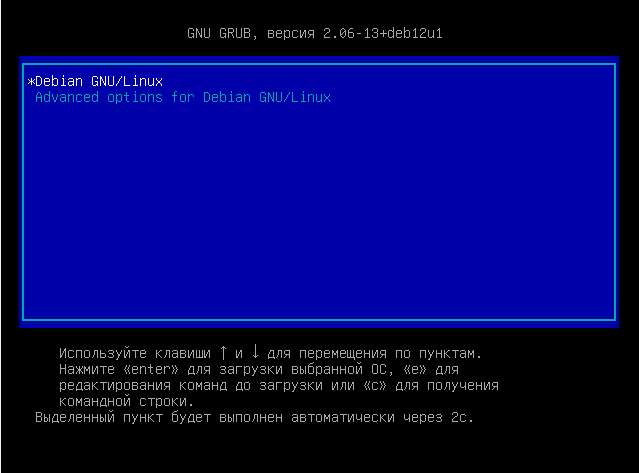 GNU GRUB, версия 2.06-13+deb12u1
*Debian GNU/Linux
Advanced options for Debian GNU/Linux
Используйте клавиши ↑ и ↓ для перемещения по пунктам.
Нажмите «enter» для загрузки выбранной ОС, «e» для
редактирования команд до загрузки или «c» для получения
командной строки.
Выделенный пункт будет выполнен автоматически через 2с.